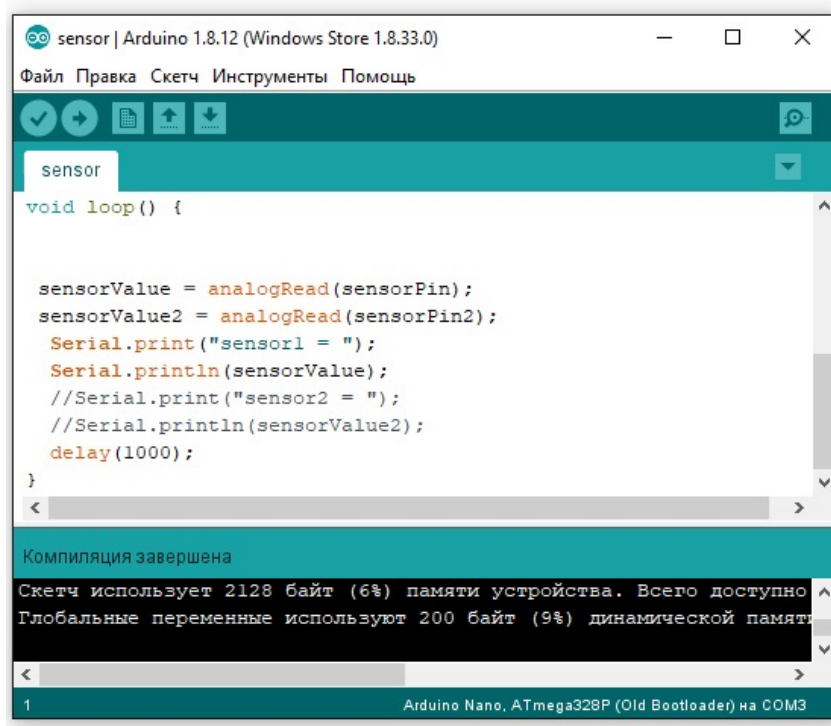 sensor | Arduino 1.8.12 (Windows Store 1.8.33.0)
Файл Правка Скетч Инструменты Помощь
sensor
void loop() {
sensorValue = analogRead(sensorPin);
sensorValue2 = analogRead(sensorPin2);
Serial.print("sensor1 = ");
Serial.println(sensorValue);
//Serial.print("sensor2 = ");
//Serial.println(sensorValue2);
delay(1000);
}
Компиляция завершена
Скетч использует 2128 байт (6%) памяти устройства. Всего доступно
Глобальные переменные используют 200 байт (9%) динамической памяти
1
Arduino Nano, ATmega328P (Old Bootloader) на COM3